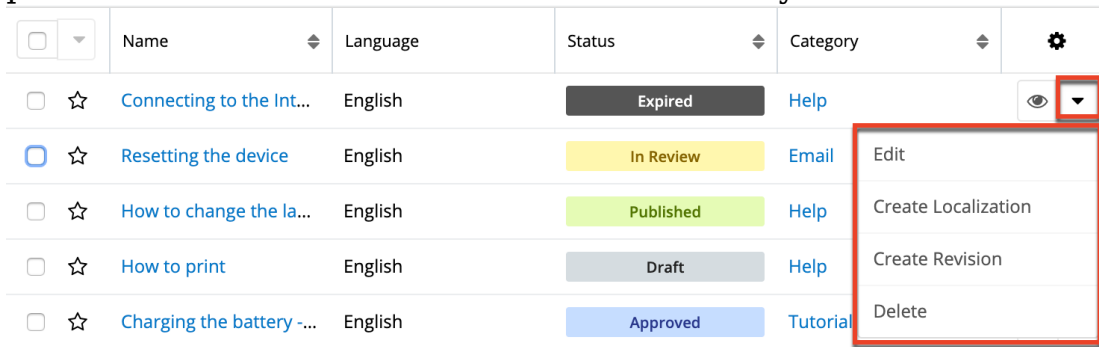 Name Language Status Category
Connecting to the Int... English Expired Help
Resetting the device English In Review Email Edit
How to change the la... English Published Help Create Localization
How to print English Draft Help Create Revision
Charging the battery -... English Approved Tutorial Delete